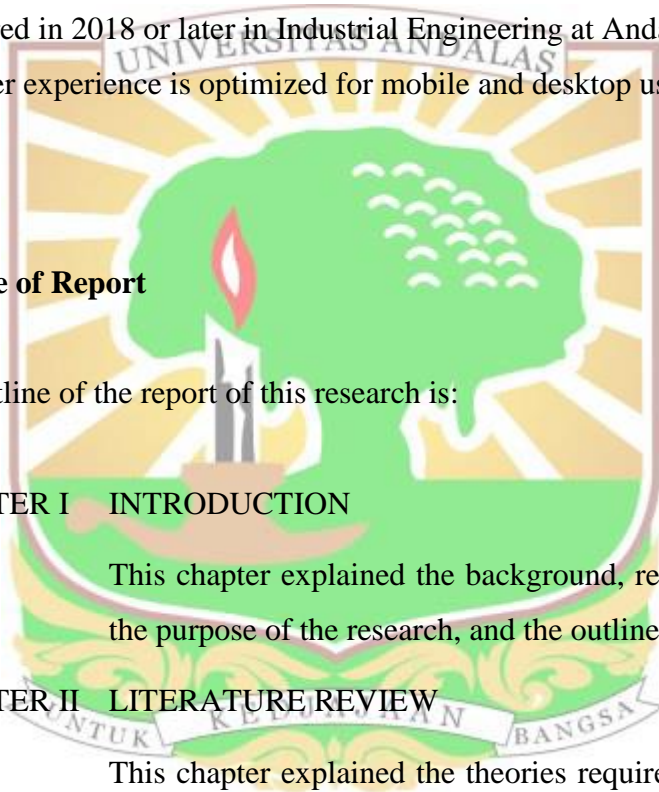 ed in 2018 or later in Industrial Engineering at Anda
UNIVERSITAS ANDALAS
er experience is optimized for mobile and desktop us
e of Report
tline of the report of this research is:
TER I INTRODUCTION
This chapter explained the background, re
the purpose of the research, and the outline
TER II LITERATURE REVIEW
UNTUK KEDJAJAAN BANGSA
This chapter explained the theories require